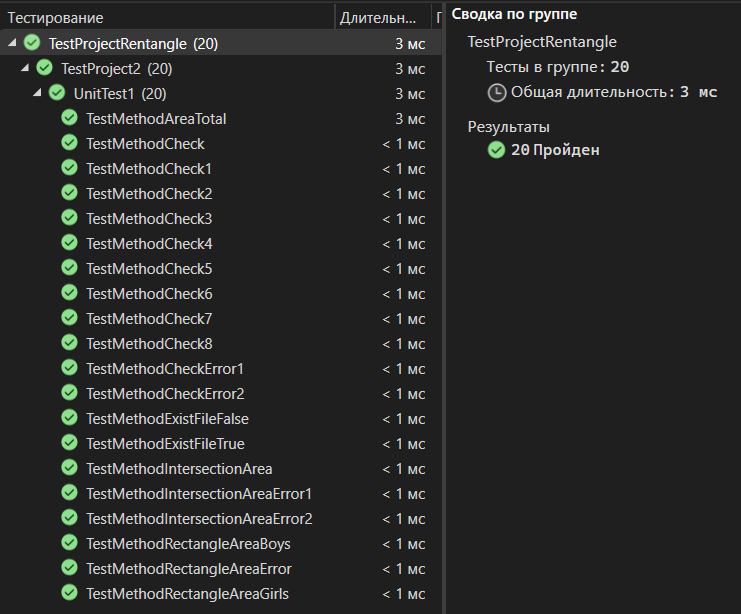 Тестирование Длительн... П
TestProjectRentangle (20) 3 мс
TestProject2 (20) 3 мс
UnitTest1 (20) 3 мс
TestMethodAreaTotal 3 мс
TestMethodCheck < 1 мс
TestMethodCheck1 < 1 мс
TestMethodCheck2 < 1 мс
TestMethodCheck3 < 1 мс
TestMethodCheck4 < 1 мс
TestMethodCheck5 < 1 мс
TestMethodCheck6 < 1 мс
TestMethodCheck7 < 1 мс
TestMethodCheck8 < 1 мс
TestMethodCheckError1 < 1 мс
TestMethodCheckError2 < 1 мс
TestMethodExistFileFalse < 1 мс
TestMethodExistFileTrue < 1 мс
TestMethodIntersectionArea < 1 мс
TestMethodIntersectionAreaError1 < 1 мс
TestMethodIntersectionAreaError2 < 1 мс
TestMethodRectangleAreaBoys < 1 мс
TestMethodRectangleAreaError < 1 мс
TestMethodRectangleAreaGirls < 1 мс
Сводка по группе
TestProjectRentangle
Тесты в группе: 20
Общая длительность: 3 мс
Результаты
20 Пройден